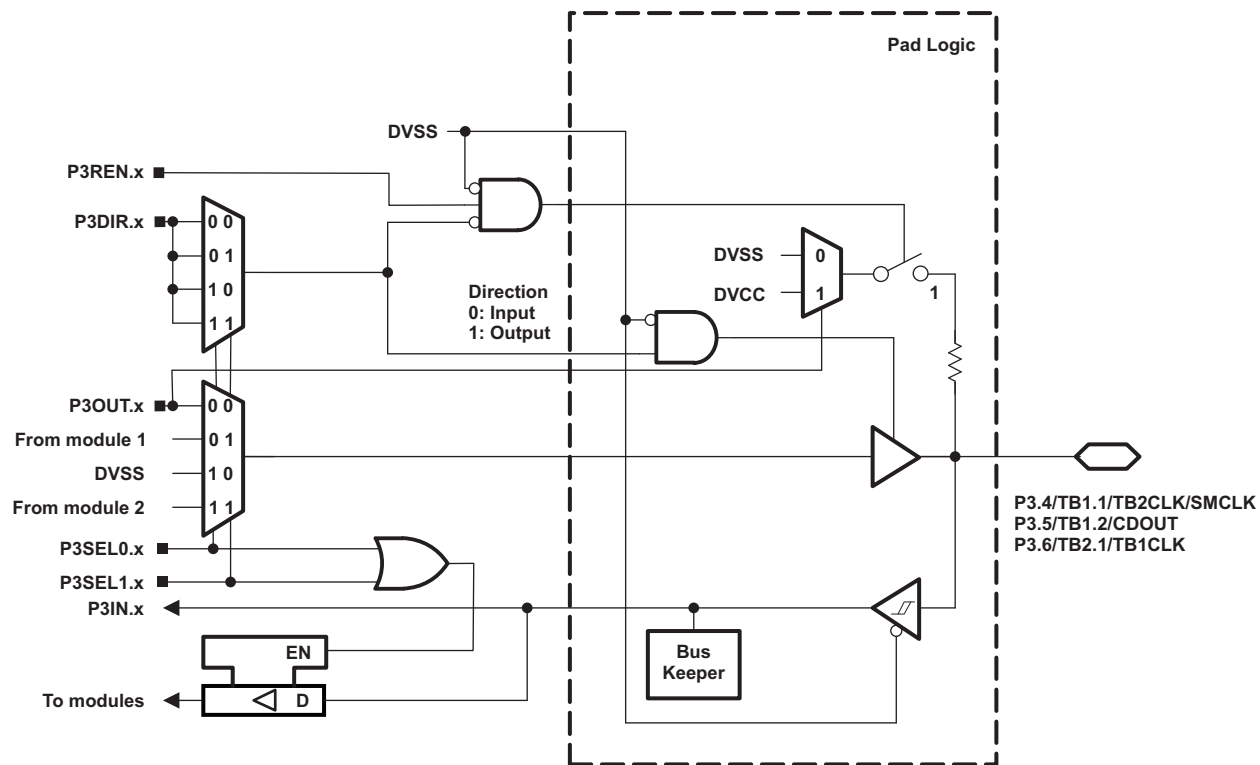 Pad Logic
DVSS
P3REN.x
P3DIR.x
0 0
0 1
1 0
1 1
Direction
0: Input
1: Output
DVSS
0
DVCC
1
1
P3OUT.x
0 0
From module 1
0 1
DVSS
1 0
From module 2
1 1
P3.4/TB1.1/TB2CLK/SMCLK
P3.5/TB1.2/CDOUT
P3.6/TB2.1/TB1CLK
P3SEL0.x
P3SEL1.x
P3IN.x
Bus
Keeper
EN
To modules
D